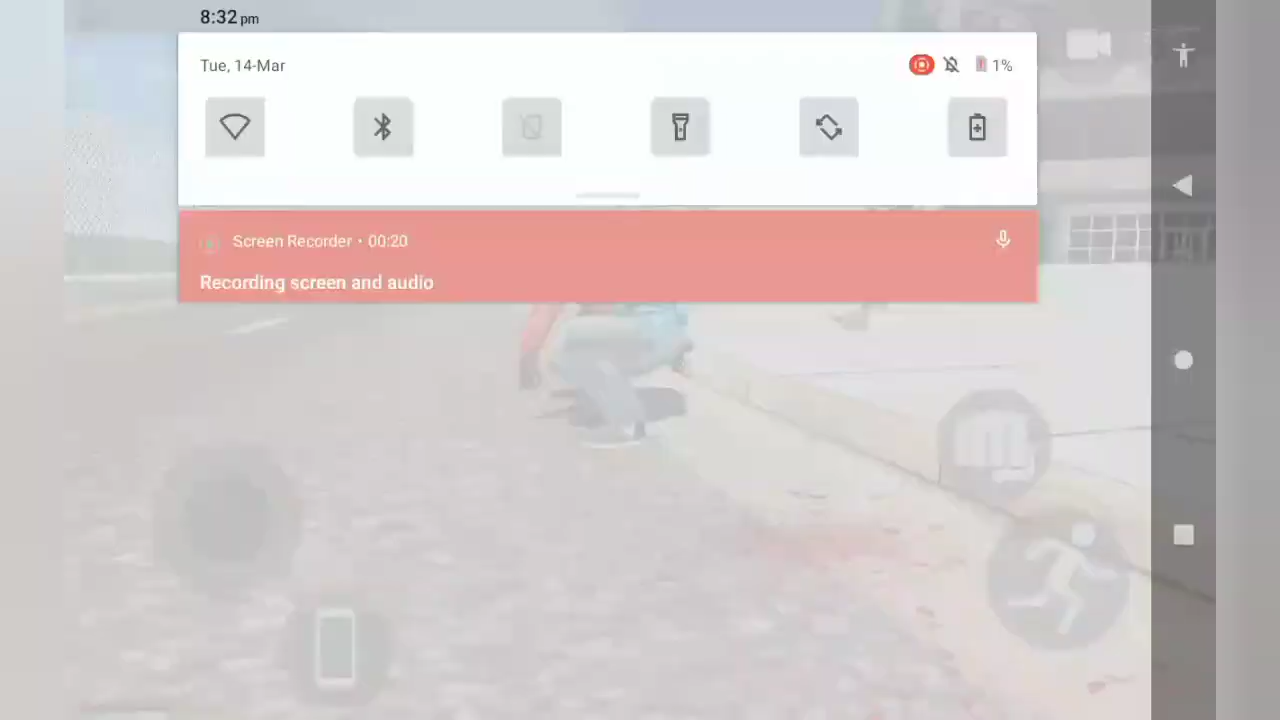 8:32 pm
Tue, 14-Mar
1%
Screen Recorder • 00:20
Recording screen and audio